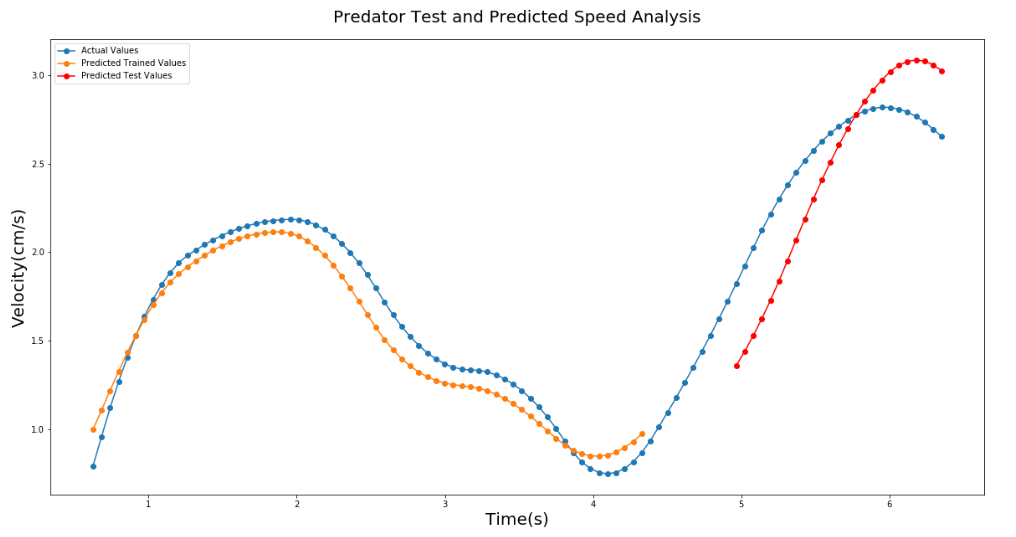 Predator Test and Predicted Speed Analysis
Actual Values
Predicted Trained Values
Predicted Test Values
3.0
2.5
2.0
1.5
1.0
Velocity(cm/s)
1 2 3 4 5 6
Time(s)